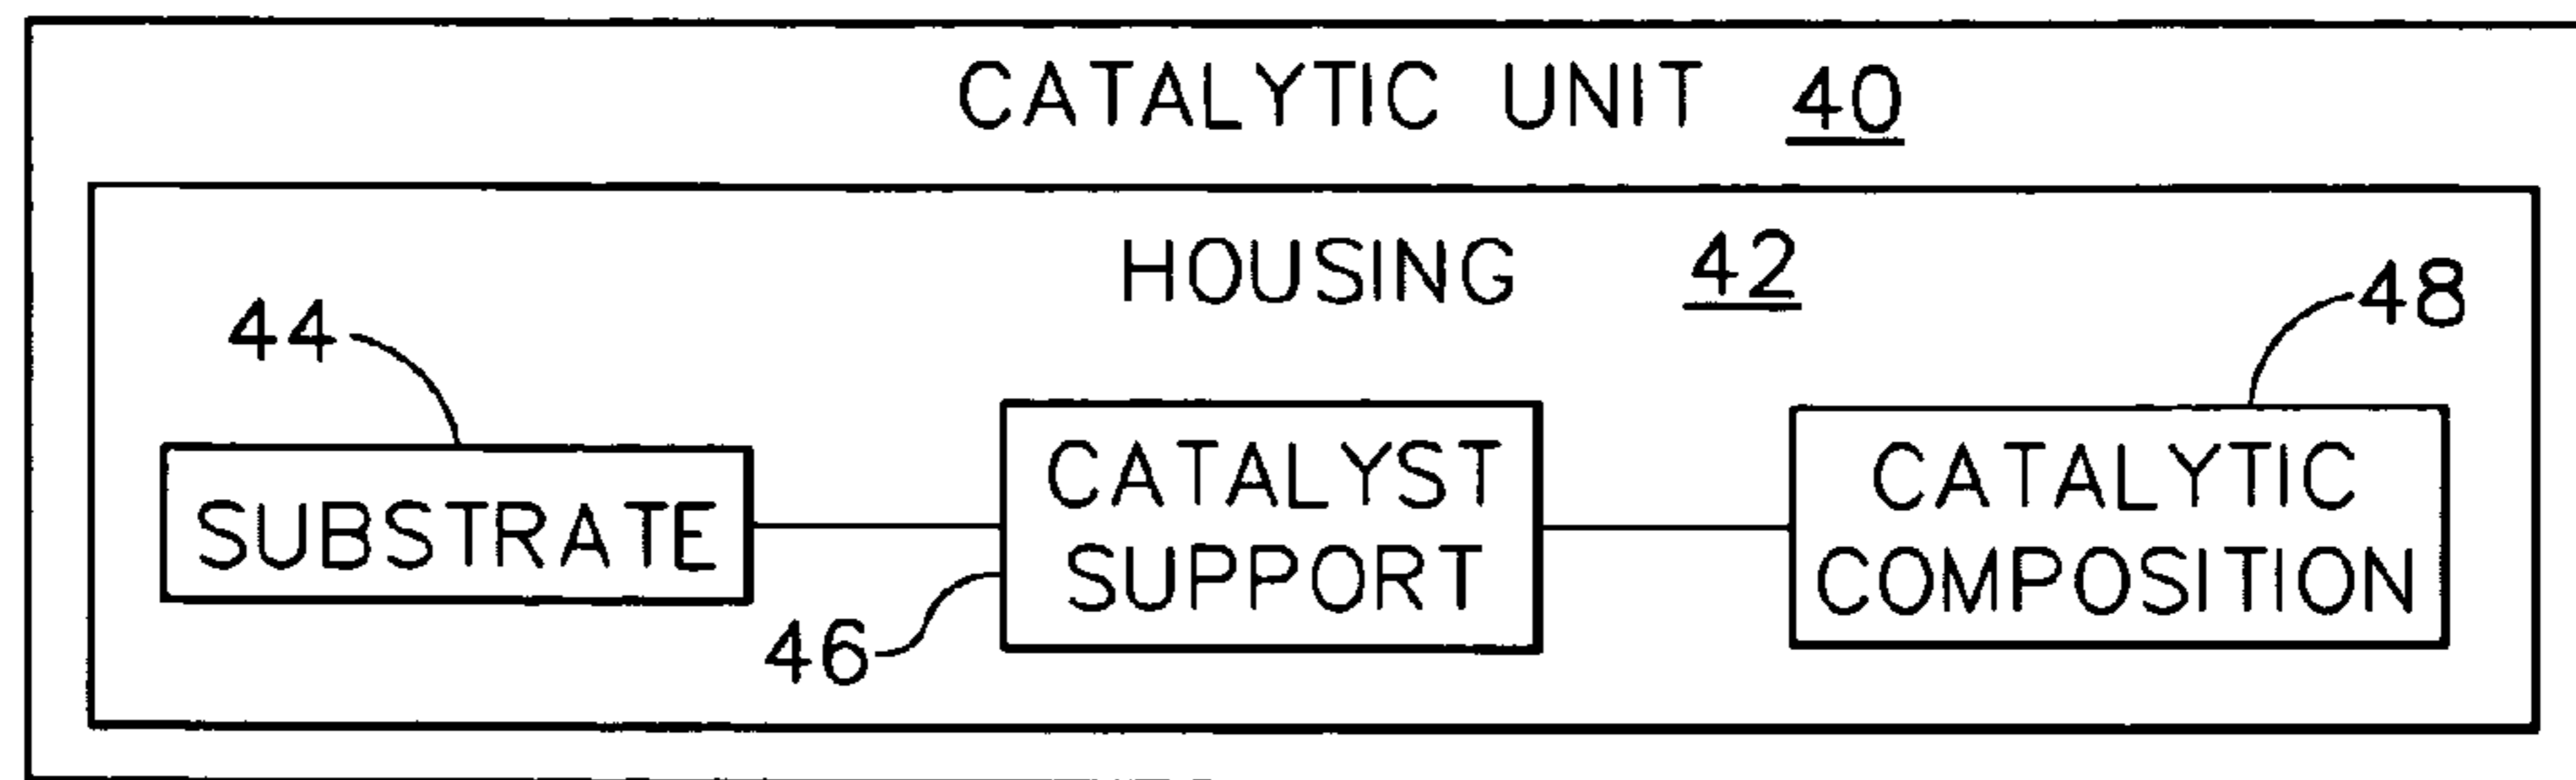 CATALYTIC UNIT 40
HOUSING 42
44
48
SUBSTRATE
CATALYST
SUPPORT
46
CATALYTIC
COMPOSITION